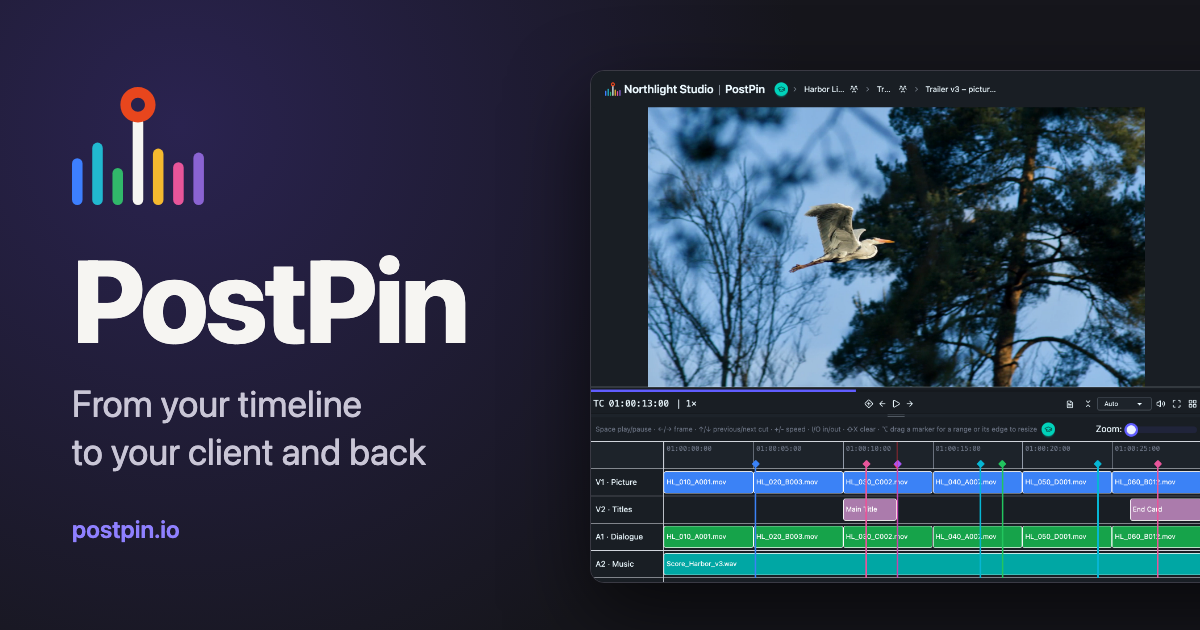 PostPin
From your timeline
to your client and back
postpin.io
Northlight Studio | PostPin › Harbor Li... › Tr... › Trailer v3 – pictur...
TC 01:00:13:00 | 1×
Auto
Space play/pause · ←/→ frame · ↑/↓ previous/next cut · +/- speed · I/O in/out · ⇧X clear · ⌥ drag a marker for a range or its edge to resize
Zoom:
01:00:00:00 01:00:05:00 01:00:10:00 01:00:15:00 01:00:20:00 01:00:25:00
V1 · Picture HL_010_A001.mov HL_020_B003.mov HL_030_C002.mov HL_040_A007.mov HL_050_D001.mov HL_060_B012.mov
V2 · Titles Main Title End Card
A1 · Dialogue HL_010_A001.mov HL_020_B003.mov HL_030_C002.mov HL_040_A007.mov HL_050_D001.mov HL_060_B012.mov
A2 · Music Score_Harbor_v3.wav